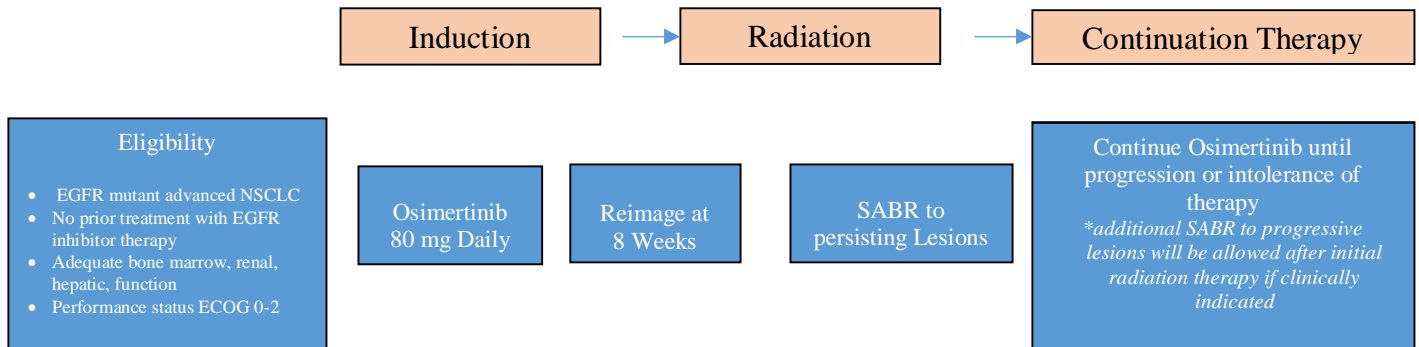 Induction
Radiation
Continuation Therapy
Eligibility
• EGFR mutant advanced NSCLC
• No prior treatment with EGFR
inhibitor therapy
• Adequate bone marrow, renal,
hepatic, function
• Performance status ECOG 0-2
Osimertinib
80 mg Daily
Reimage at
8 Weeks
SABR to
persisting Lesions
Continue Osimertinib until
progression or intolerance of
therapy
*additional SABR to progressive
lesions will be allowed after initial
radiation therapy if clinically
indicated